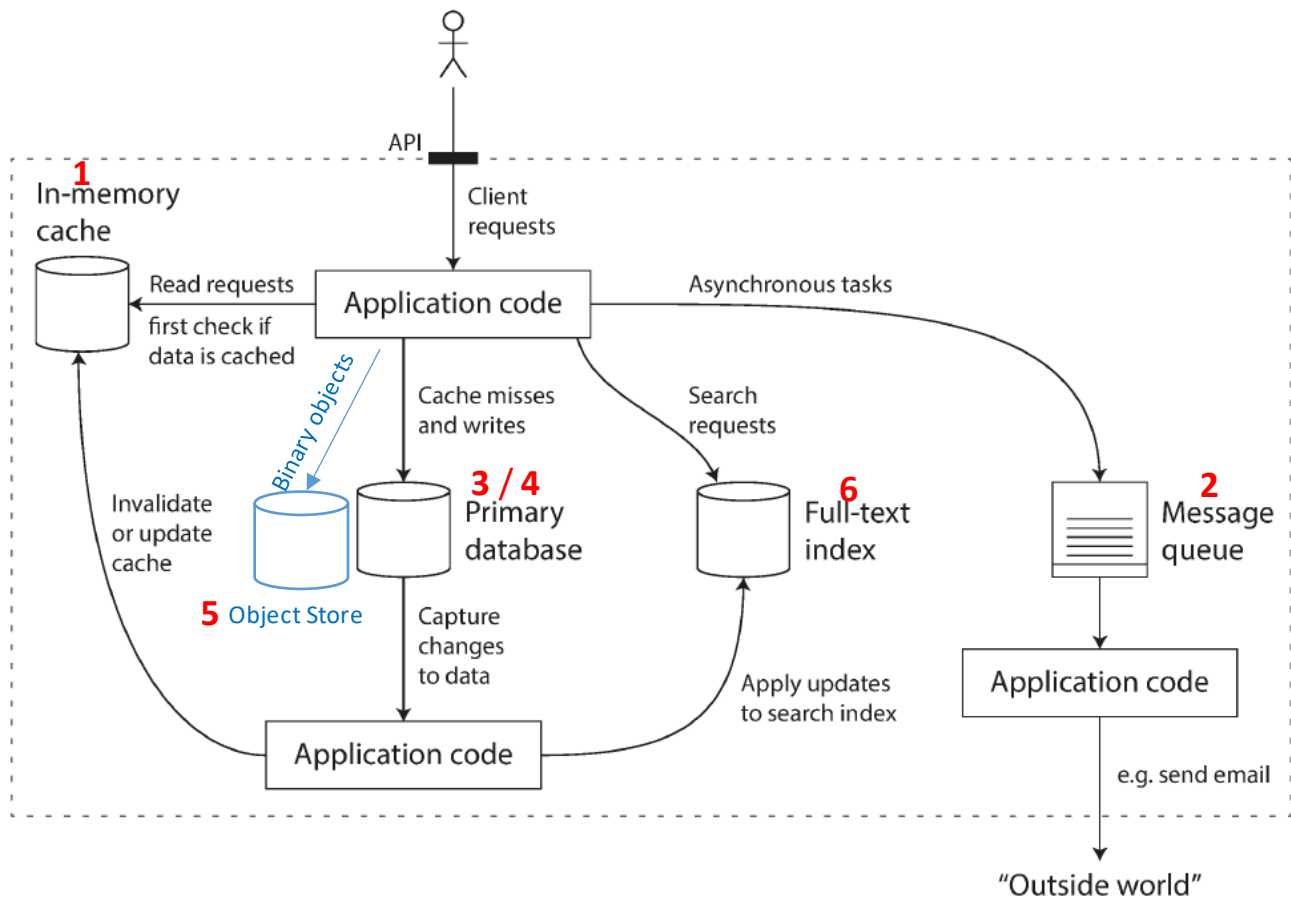 API
1
In-memory
cache
Client
requests
Read requests
first check if
data is cached
Application code
Asynchronous tasks
Binary objects
Cache misses
and writes
Search
requests
Invalidate
or update
cache
3 / 4
Primary
database
6
Full-text
index
2
Message
queue
5 Object Store
Capture
changes
to data
Apply updates
to search index
Application code
Application code
e.g. send email
“Outside world”